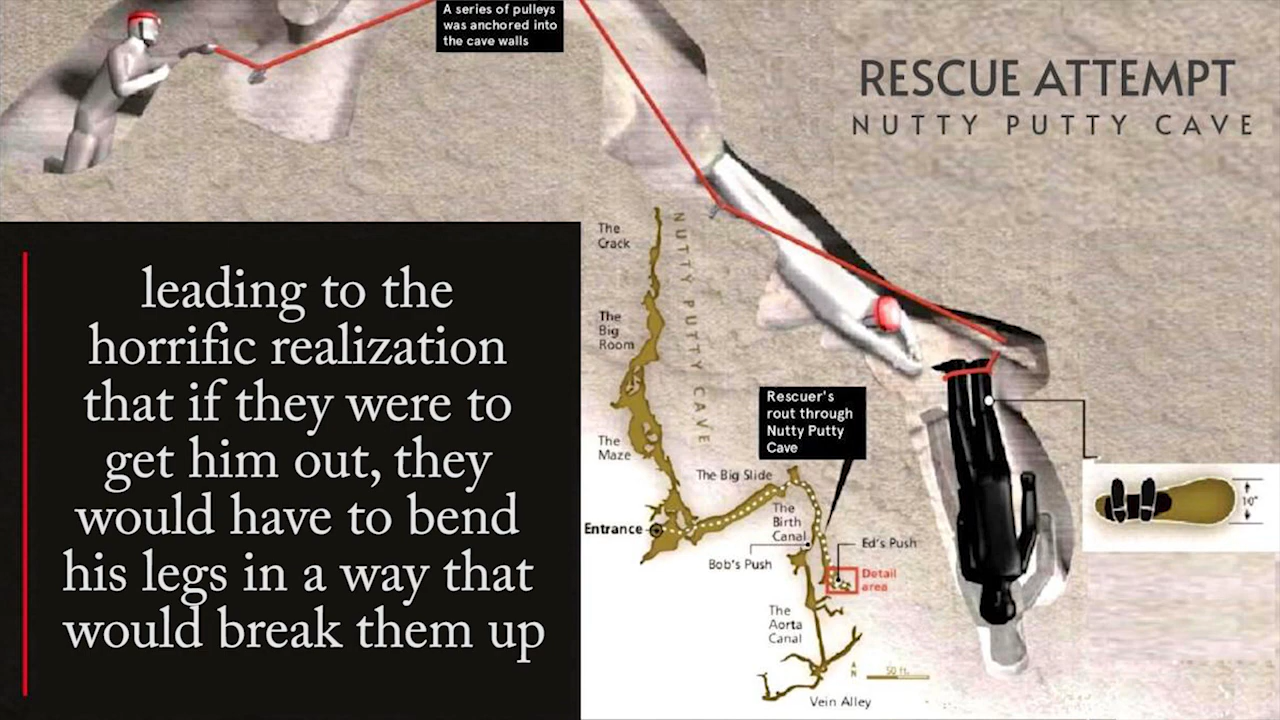 A series of pulleys
was anchored into
the cave walls
RESCUE ATTEMPT
NUTTY PUTTY CAVE
leading to the
horrific realization
that if they were to
get him out, they
would have to bend
his legs in a way that
would break them up
The
Crack
NUTTY PUTTY CAVE
The
Big
Room
The
Maze
Rescuer's
rout through
Nutty Putty
Cave
The Big Slide
Entrance
The
Birth
Canal
Ed's Push
Bob's Push
Detail
area
The
Aorta
Canal
N
50 ft.
Vein Alley
10"